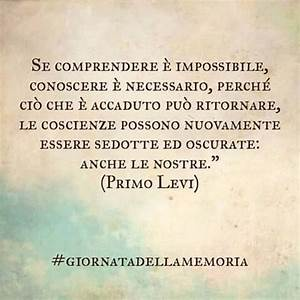 Se comprendere è impossibile,
conoscere è necessario, perché
ciò che è accaduto può ritornare,
le coscienze possono nuovamente
essere sedotte ed oscurate:
anche le nostre.”
(Primo Levi)
#giornatadellamemoria